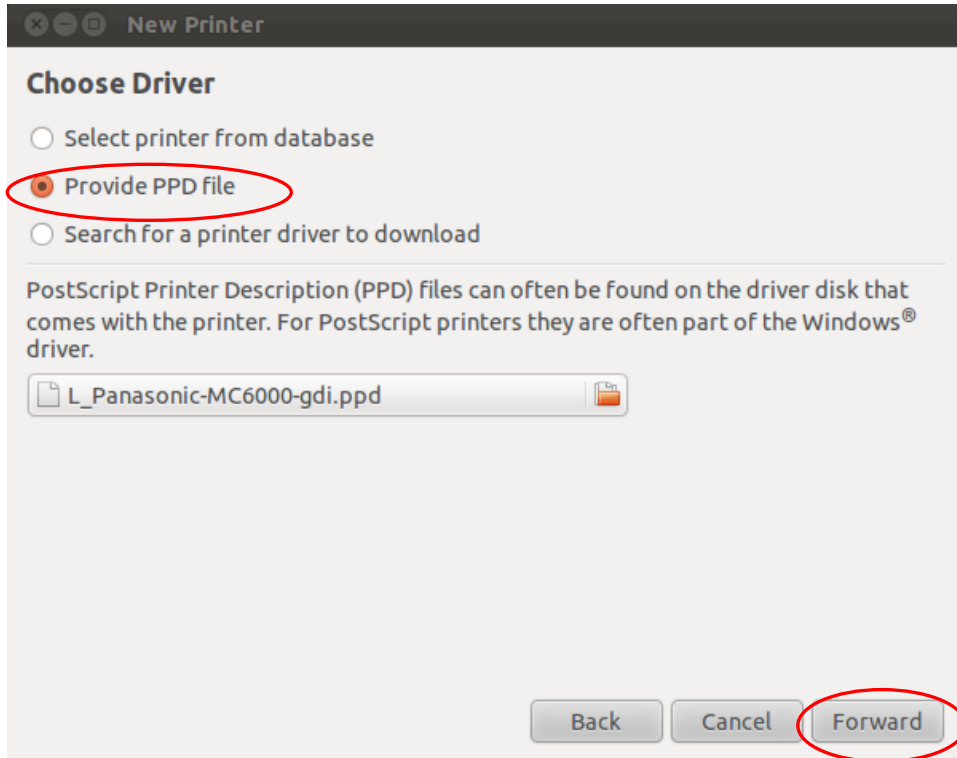 New Printer
Choose Driver
Select printer from database
Provide PPD file
Search for a printer driver to download
PostScript Printer Description (PPD) files can often be found on the driver disk that
comes with the printer. For PostScript printers they are often part of the Windows®
driver.
L_Panasonic-MC6000-gdi.ppd
Back Cancel Forward